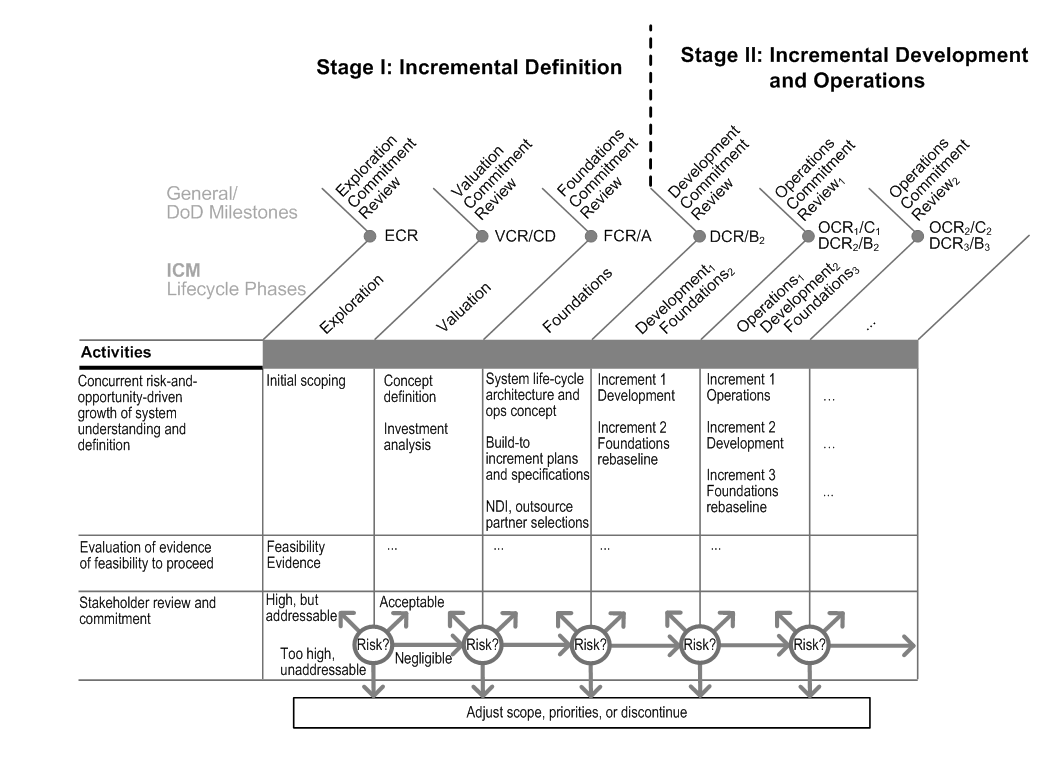 Stage I: Incremental Definition
Stage II: Incremental Development
and Operations
General/
DoD Milestones
Exploration
Commitment
Review
Valuation
Commitment
Review
Foundations
Commitment
Review
Development
Commitment
Review
Operations
Commitment
Review₁
Operations
Commitment
Review₂
ECR
VCR/CD
FCR/A
DCR/B₂
OCR₁/C₁
DCR₂/B₂
OCR₂/C₂
DCR₃/B₃
ICM
Lifecycle Phases
Exploration
Valuation
Foundations
Development₁
Foundations₂
Operations₁
Development₂
Foundations₃
...
Activities
Concurrent risk-and-
opportunity-driven
growth of system
understanding and
definition
Initial scoping
Concept
definition
Investment
analysis
System life-cycle
architecture and
ops concept
Build-to
increment plans
and specifications
NDI, outsource
partner selections
Increment 1
Development
Increment 2
Foundations
rebaseline
Increment 1
Operations
Increment 2
Development
Increment 3
Foundations
rebaseline
...
...
...
Evaluation of evidence
of feasibility to proceed
Feasibility
Evidence
...
...
...
...
Stakeholder review and
commitment
High, but
addressable
Acceptable
Too high,
unaddressable
Negligible
Risk?
Risk?
Risk?
Risk?
Risk?
Adjust scope, priorities, or discontinue